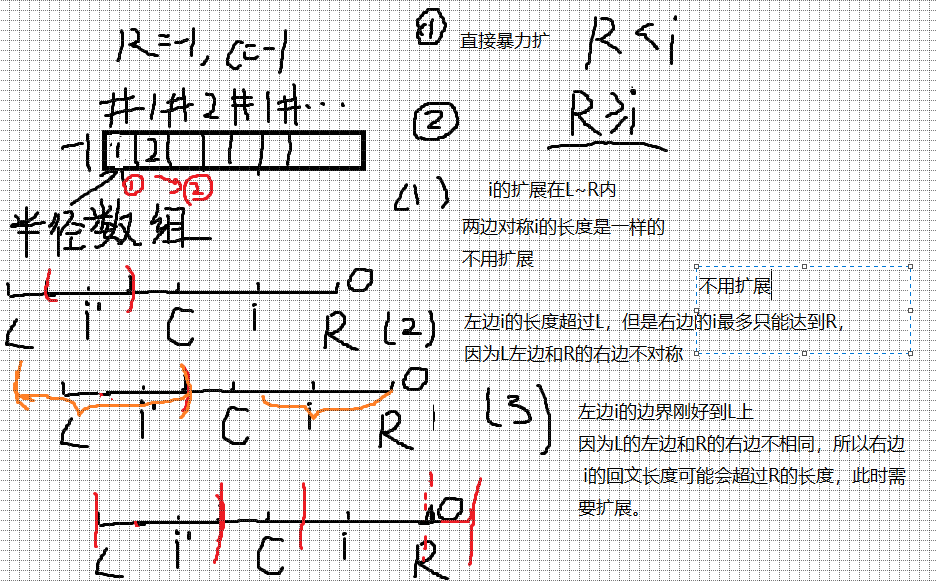 R=-1, C=-1
#1#2#1#···
-1 1 2
① → ②
半径数组
① 直接暴力扩 R<i
② R≥i
(1) i的扩展在L~R内
两边对称i的长度是一样的
不用扩展
不用扩展
L i' C i R
(2) 左边i的长度超过L，但是右边的i最多只能达到R，
因为L左边和R的右边不对称
L i' C i R
(3) 左边i的边界刚好到L上
因为L的左边和R的右边不相同，所以右边
i的回文长度可能会超过R的长度，此时需
要扩展。
L i' C i R